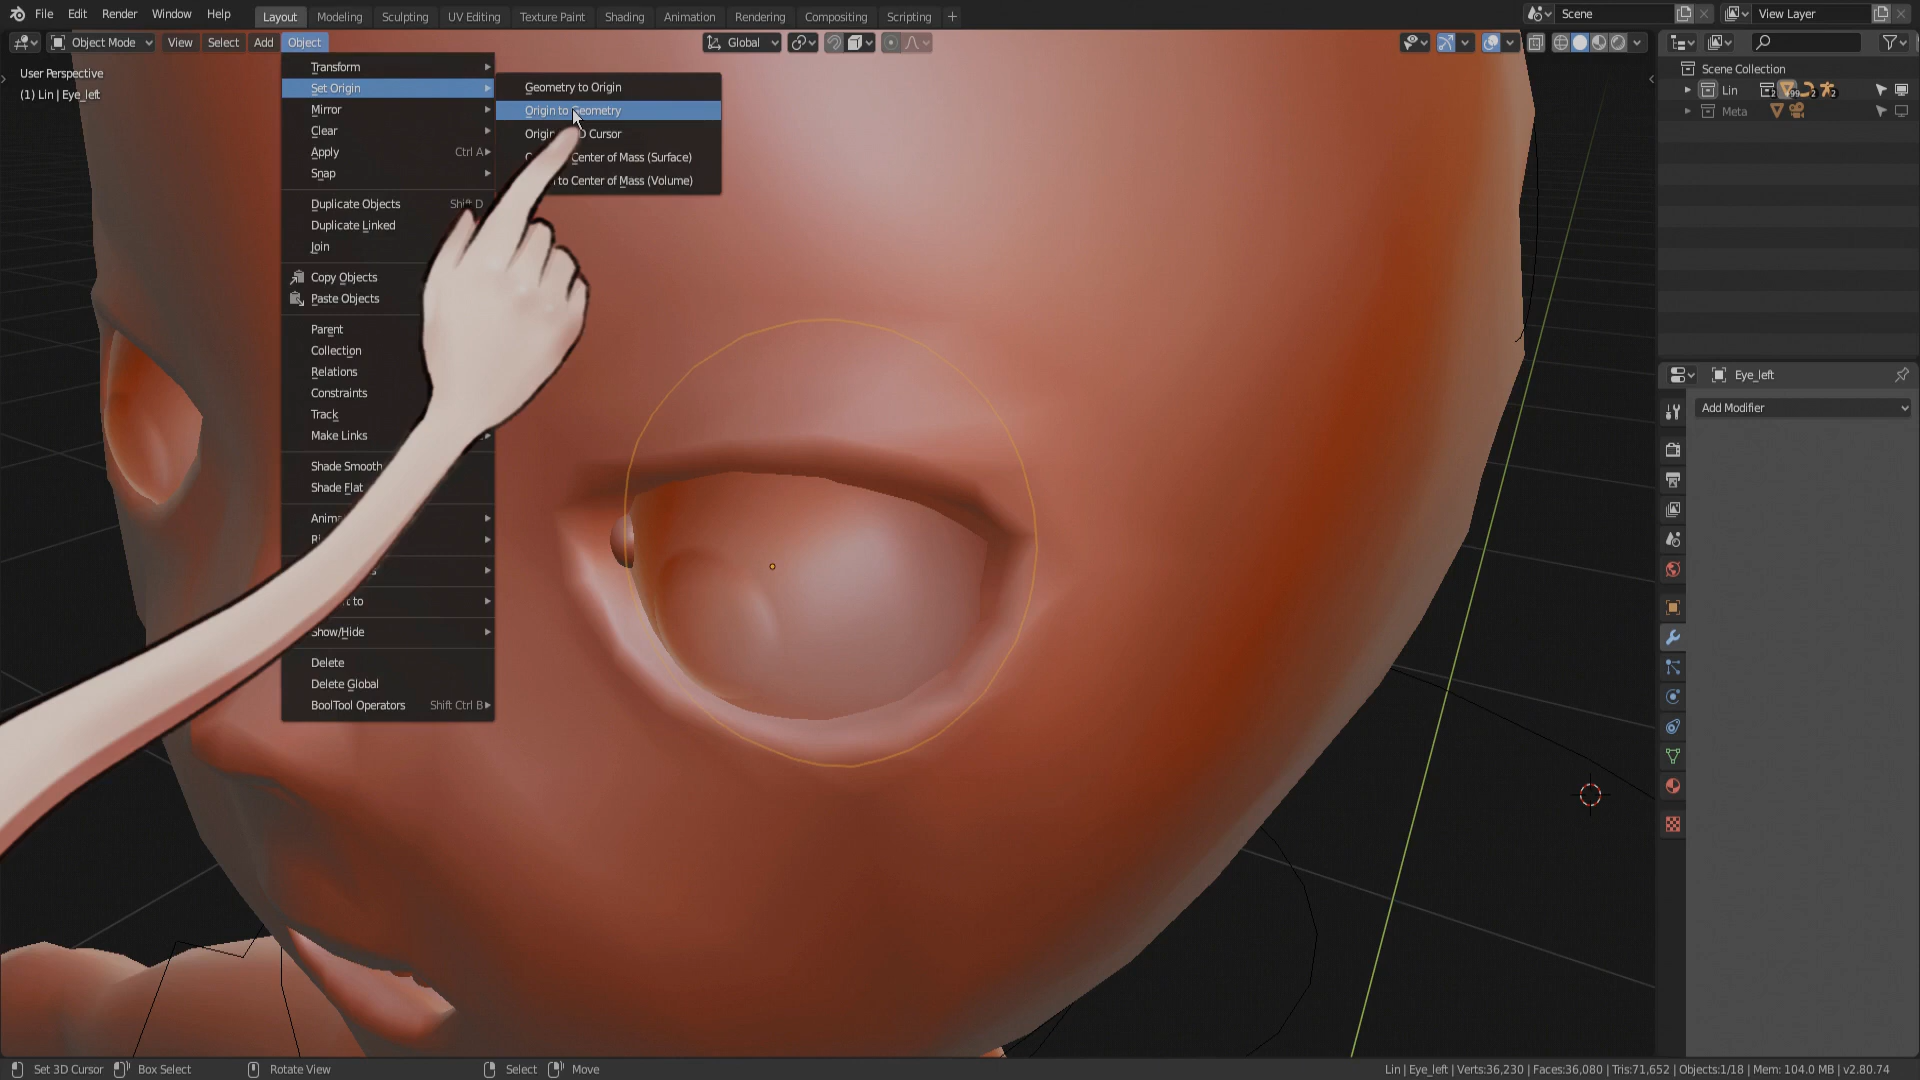 File Edit Render Window Help
Layout Modeling Sculpting UV Editing Texture Paint Shading Animation Rendering Compositing Scripting +
Scene
View Layer
Object Mode View Select Add Object
Global
User Perspective
(1) Lin | Eye_left
Transform
Set Origin
Mirror
Clear
Apply Ctrl A
Snap
Duplicate Objects Shift D
Duplicate Linked
Join
Copy Objects
Paste Objects
Parent
Collection
Relations
Constraints
Track
Make Links
Shade Smooth
Shade Flat
to
Show/Hide
Delete
Delete Global
BoolTool Operators Shift Ctrl B
Geometry to Origin
Origin to Geometry
Cursor
Center of Mass (Surface)
to Center of Mass (Volume)
Scene Collection
Lin 2 99 2 2
Meta
Eye_left
Add Modifier
Set 3D Cursor Box Select Rotate View Select Move
Lin | Eye_left | Verts:36,230 | Faces:36,080 | Tris:71,652 | Objects:1/18 | Mem: 104.0 MB | v2.80.74